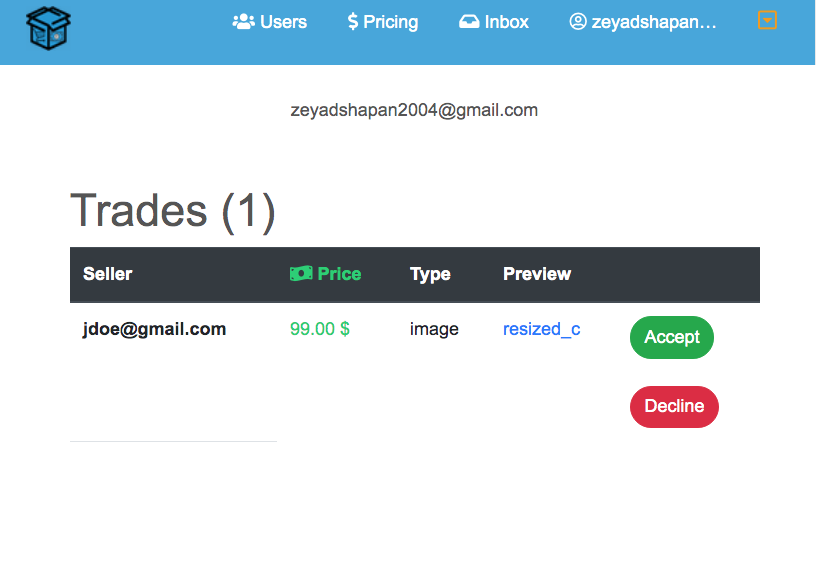 Users $ Pricing Inbox zeyadshapan...
zeyadshapan2004@gmail.com
Trades (1)
Seller Price Type Preview
jdoe@gmail.com 99.00 $ image resized_c Accept
Decline